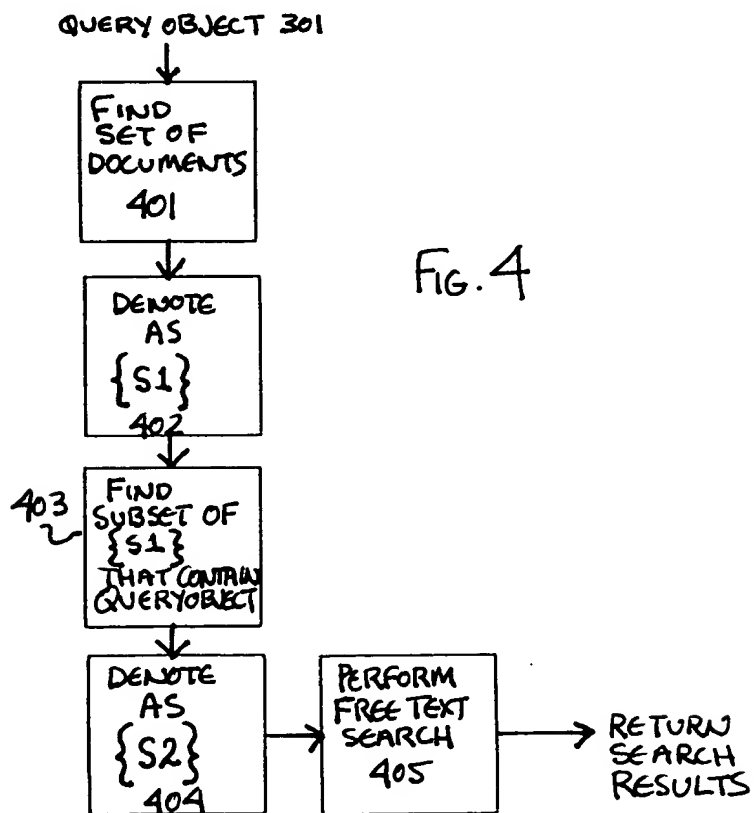 QUERY OBJECT 301
FIND
SET OF
DOCUMENTS
401
FIG. 4
DENOTE
AS
{S1}
402
403
FIND
SUBSET OF
{S1}
THAT CONTAIN
QUERYOBJECT
DENOTE
AS
{S2}
404
PERFORM
FREE TEXT
SEARCH
405
RETURN
SEARCH
RESULTS